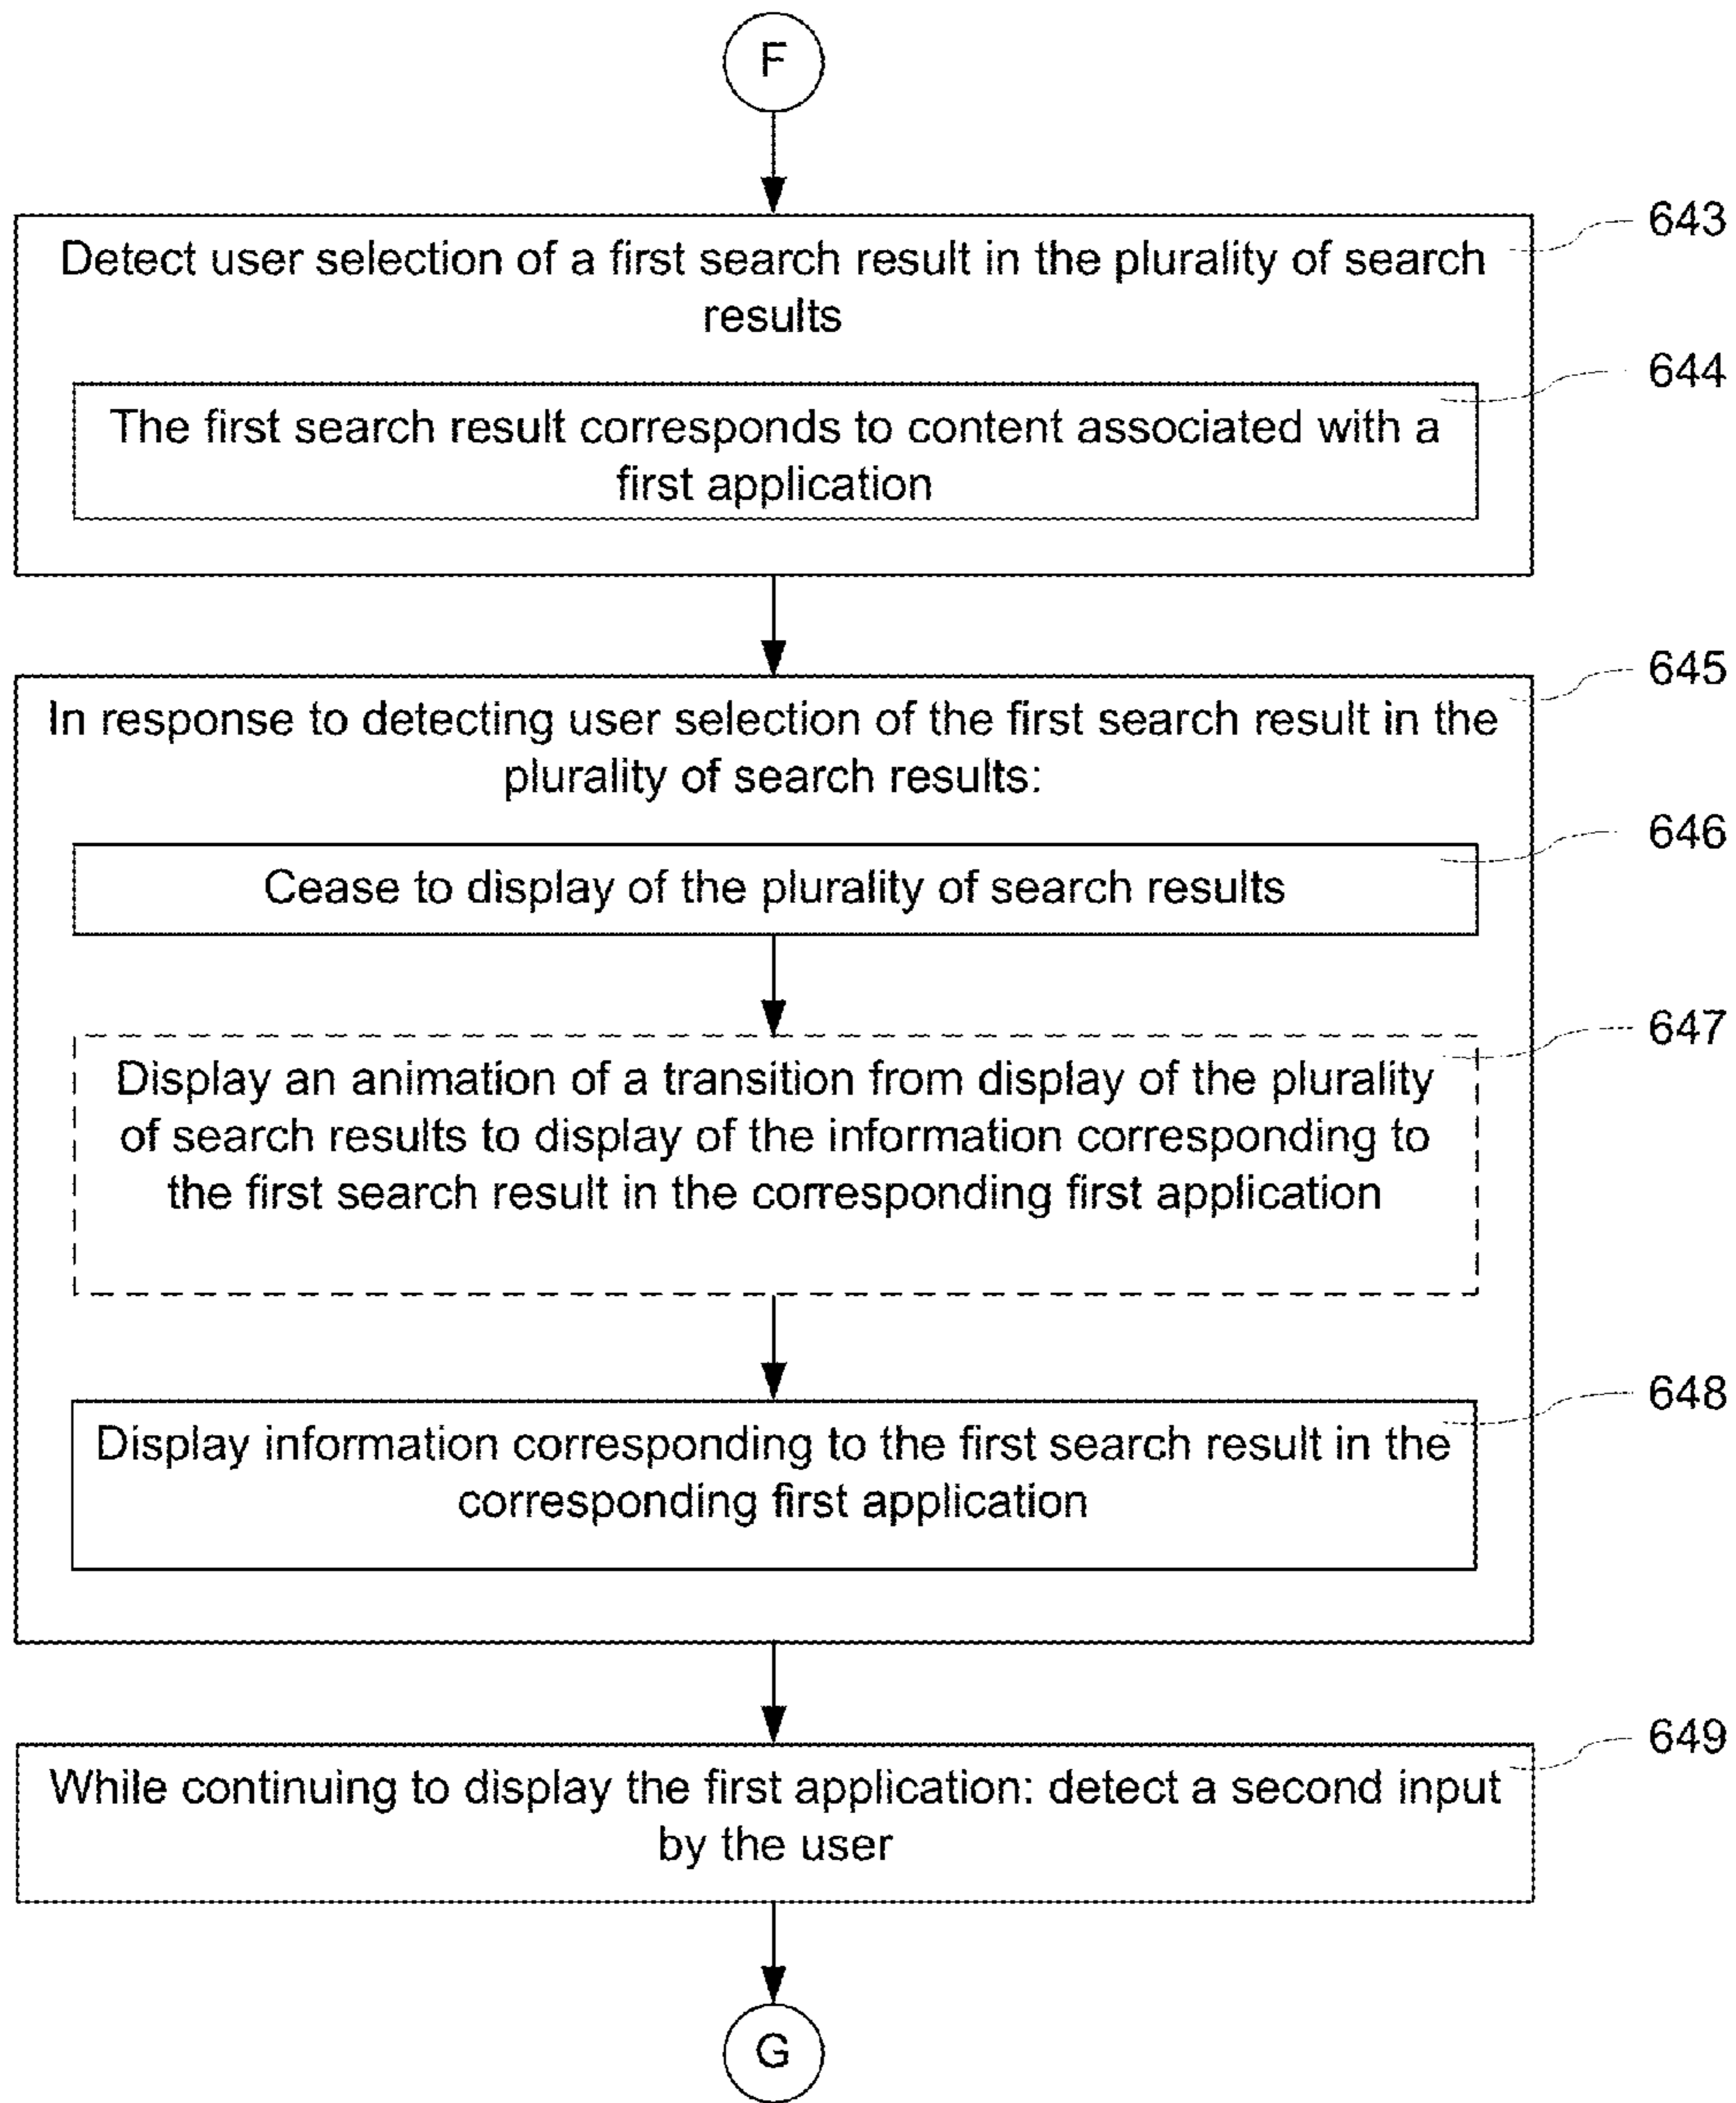 F
643
Detect user selection of a first search result in the plurality of search
results
644
The first search result corresponds to content associated with a
first application
645
In response to detecting user selection of the first search result in the
plurality of search results:
646
Cease to display of the plurality of search results
647
Display an animation of a transition from display of the plurality
of search results to display of the information corresponding to
the first search result in the corresponding first application
648
Display information corresponding to the first search result in the
corresponding first application
649
While continuing to display the first application: detect a second input
by the user
G